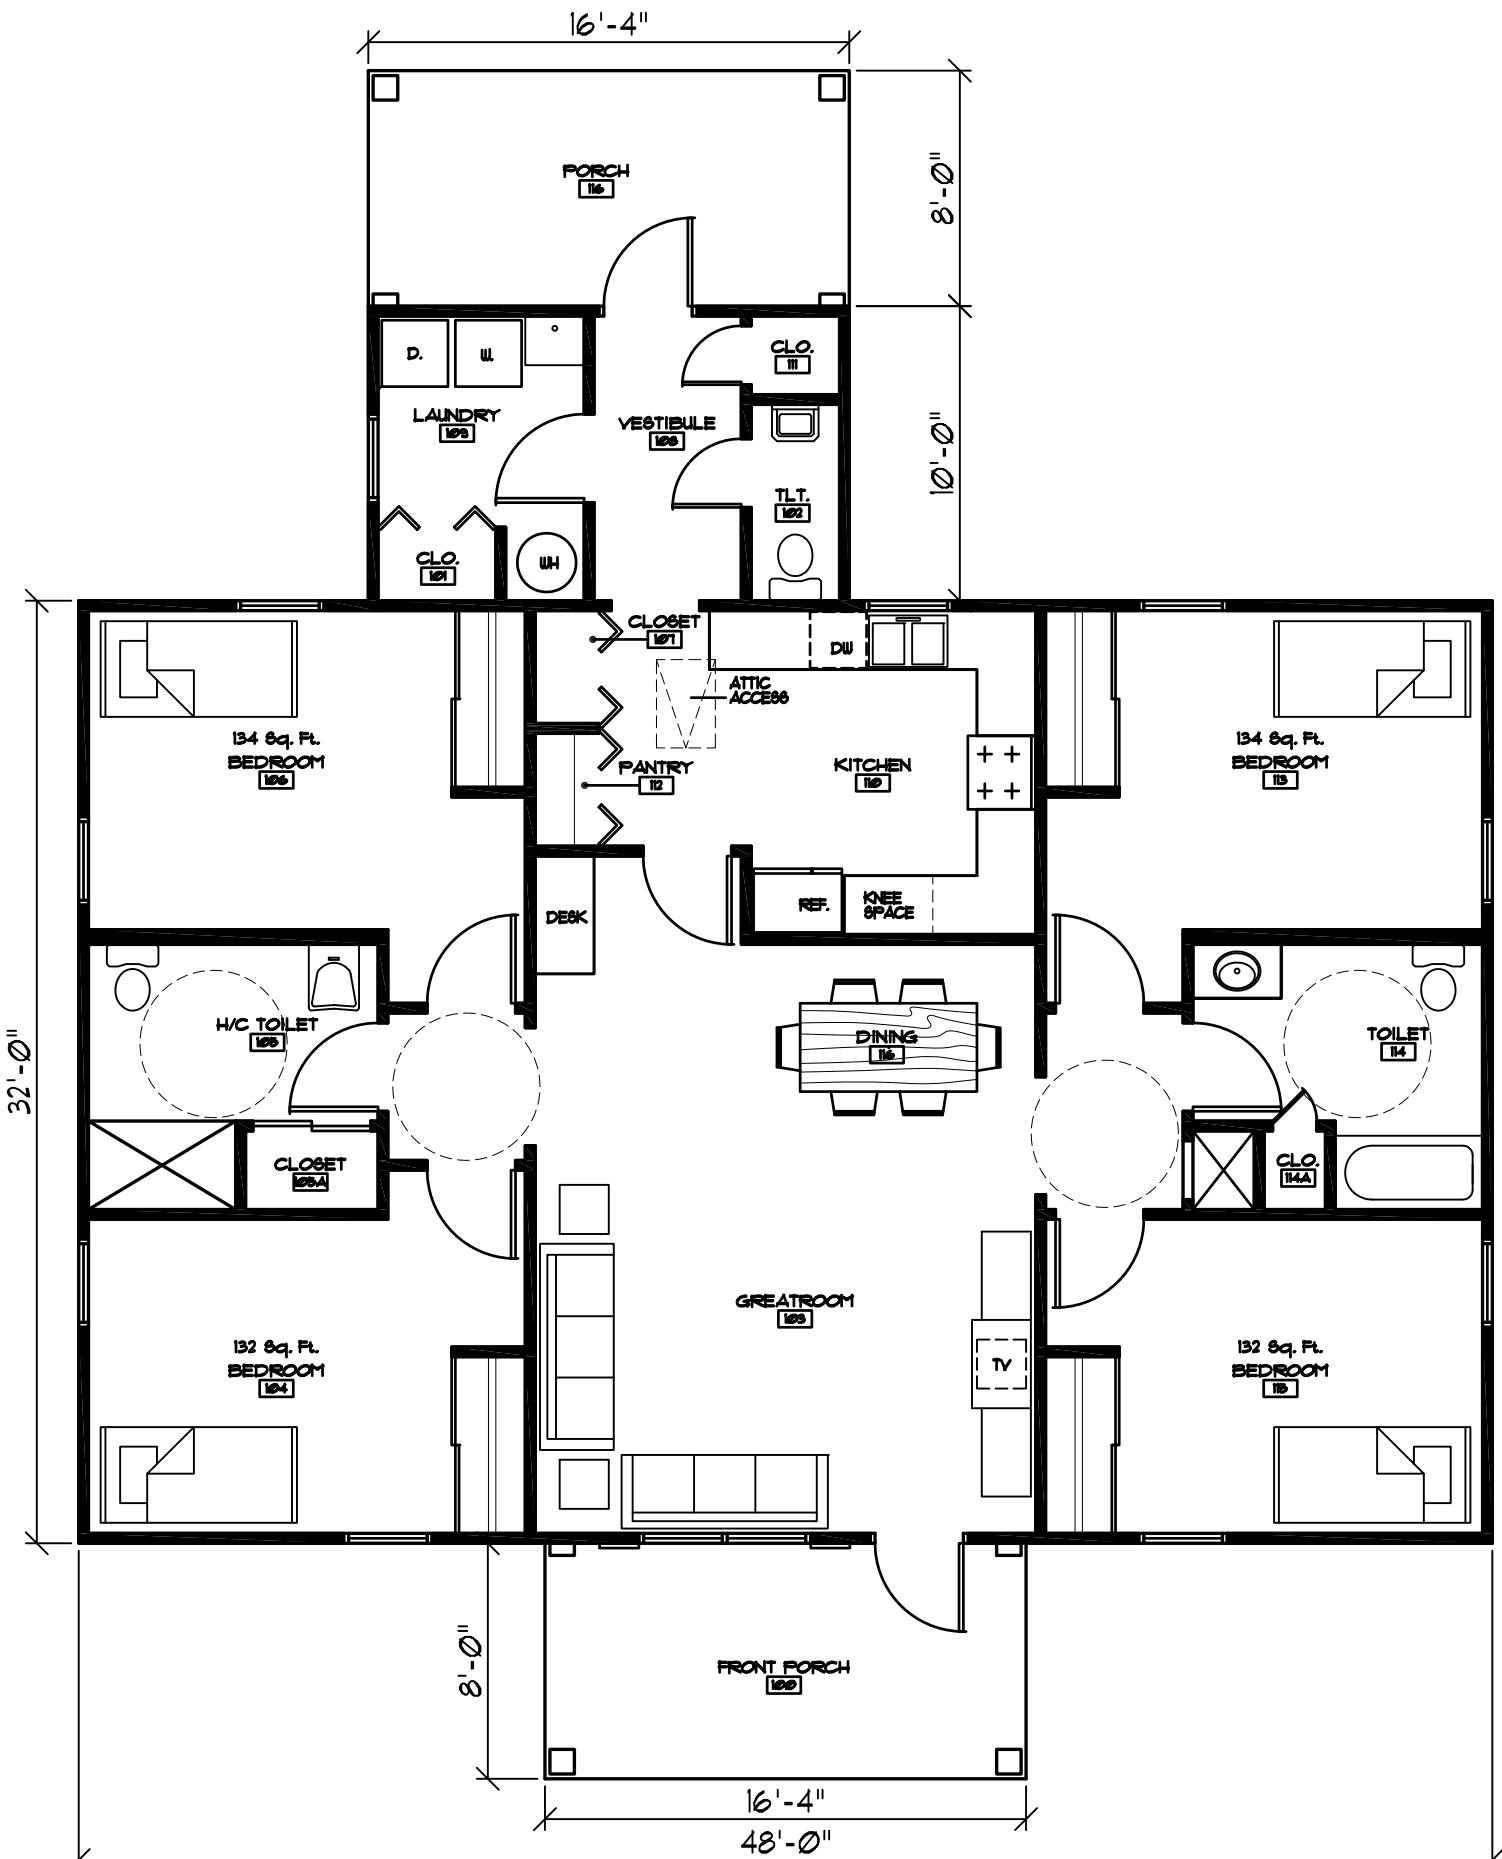 16'-4"
PORCH
116
8'-0"
D.
W.
CLO.
111
LAUNDRY
109
VESTIBULE
108
10'-0"
TLT.
102
CLO.
101
WH
CLOSET
107
DW
ATTIC
ACCESS
134 Sq. Ft.
BEDROOM
106
PANTRY
112
KITCHEN
110
134 Sq. Ft.
BEDROOM
113
DESK
REF.
KNEE
SPACE
H/C TOILET
105
DINING
116
TOILET
114
32'-0"
CLOSET
105A
CLO.
114A
GREATROOM
103
132 Sq. Ft.
BEDROOM
104
TV
132 Sq. Ft.
BEDROOM
115
8'-0"
FRONT PORCH
100
16'-4"
48'-0"